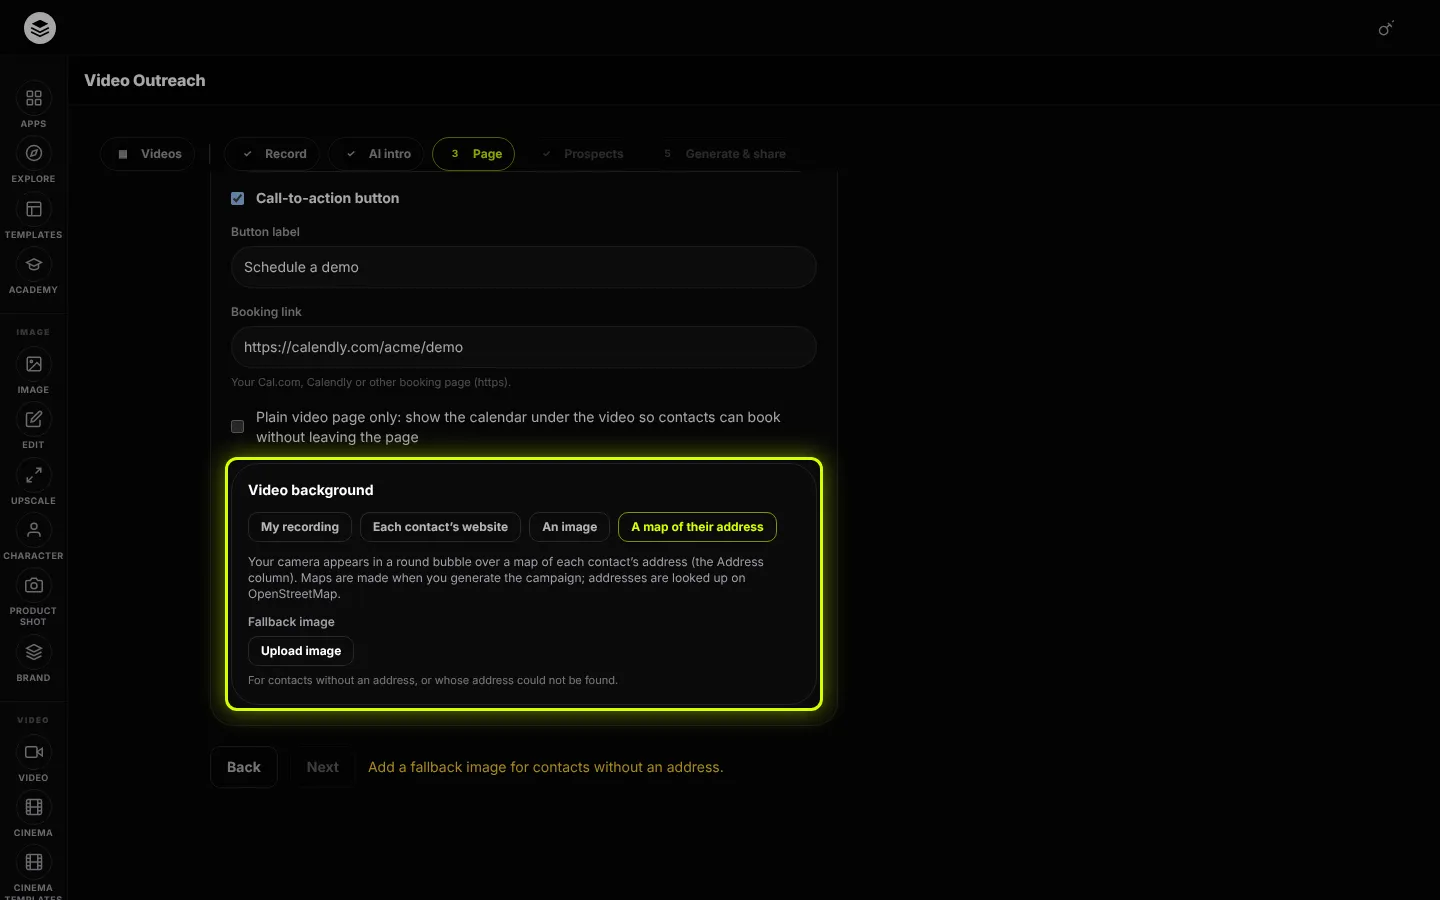 Video Outreach
APPS
EXPLORE
TEMPLATES
ACADEMY
IMAGE
IMAGE
EDIT
UPSCALE
CHARACTER
PRODUCT
SHOT
BRAND
VIDEO
VIDEO
CINEMA
CINEMA
TEMPLATES
Videos
Record
AI intro
3 Page
Prospects
5 Generate & share
Call-to-action button
Button label
Schedule a demo
Booking link
https://calendly.com/acme/demo
Your Cal.com, Calendly or other booking page (https).
Plain video page only: show the calendar under the video so contacts can book
without leaving the page
Video background
My recording
Each contact’s website
An image
A map of their address
Your camera appears in a round bubble over a map of each contact’s address (the Address
column). Maps are made when you generate the campaign; addresses are looked up on
OpenStreetMap.
Fallback image
Upload image
For contacts without an address, or whose address could not be found.
Back
Next
Add a fallback image for contacts without an address.